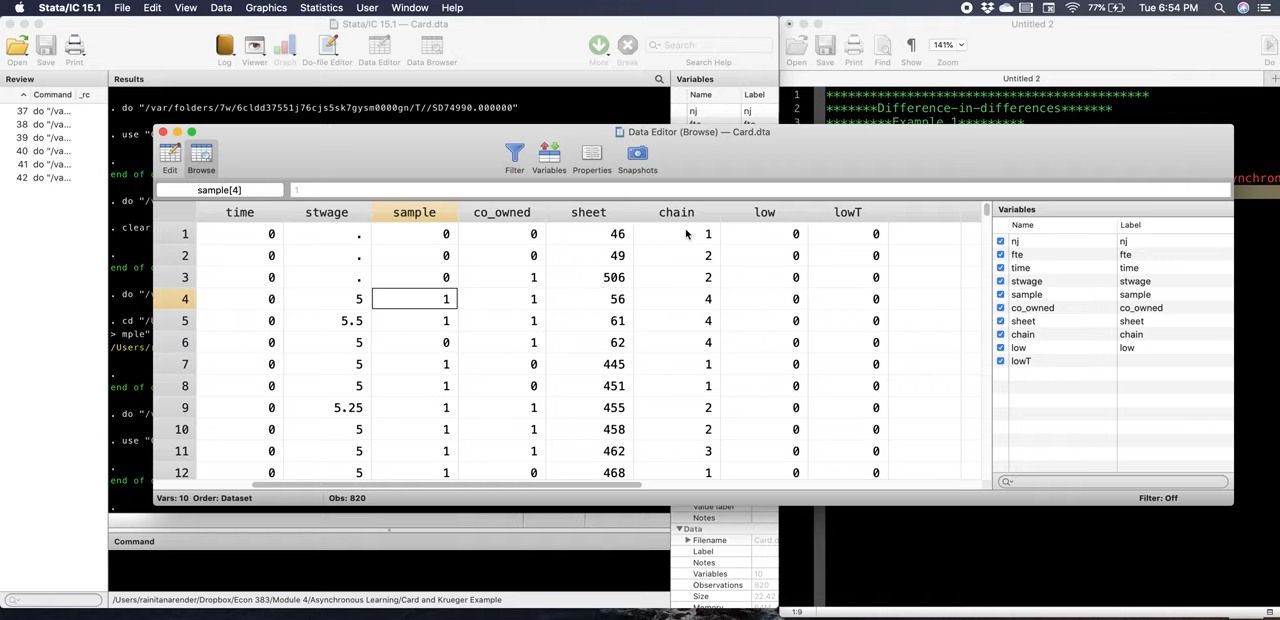 Stata/IC 15.1 File Edit View Data Graphics Statistics User Window Help 77% Tue 6:54 PM
Stata/IC 15.1 — Card.dta
Untitled 2
Open Save Print Log Viewer Graph Do-file Editor Data Editor Data Browser More Break Search Help
Search
Open Save Print Find Show Zoom Do
141%
Review Results Variables
Untitled 2
Command _rc
Name Label
37 do "/va...
38 do "/va...
39 do "/va...
40 do "/va...
41 do "/va...
42 do "/va...
. do "/var/folders/7w/6cldd37551j76cjs5sk7gysm0000gn/T//SD74990.000000"
. use "
end of
. do "/v
. clear
.
end of
. do "/v
. cd "/U
> mple"
/Users/r
.
end of
. do "/v
. use "C
.
end of
.
nj nj
1 *******************************************
2 *******Difference-in-differences*******
3 *********Example 1*********
ynchron
Data Editor (Browse) — Card.dta
Edit Browse Filter Variables Properties Snapshots
sample[4] 1
time stwage sample co_owned sheet chain low lowT
1 0 . 0 0 46 1 0 0
2 0 . 0 0 49 2 0 0
3 0 . 0 1 506 2 0 0
4 0 5 1 1 56 4 0 0
5 0 5.5 1 1 61 4 0 0
6 0 5 0 1 62 4 0 0
7 0 5 1 0 445 1 0 0
8 0 5 1 0 451 1 0 0
9 0 5.25 1 1 455 2 0 0
10 0 5 1 1 458 2 0 0
11 0 5 1 1 462 3 0 0
12 0 5 1 0 468 1 0 0
Variables
Name Label
nj nj
fte fte
time time
stwage stwage
sample sample
co_owned co_owned
sheet sheet
chain chain
low low
lowT
Vars: 10 Order: Dataset Obs: 820 Filter: Off
Value label
Notes
Data
Filename Card.d
Label
Notes
Variables 10
Observations 820
Size 22.42
Memory
Command
/Users/rainitanarender/Dropbox/Econ 383/Module 4/Asynchronous Learning/Card and Krueger Example
1:9